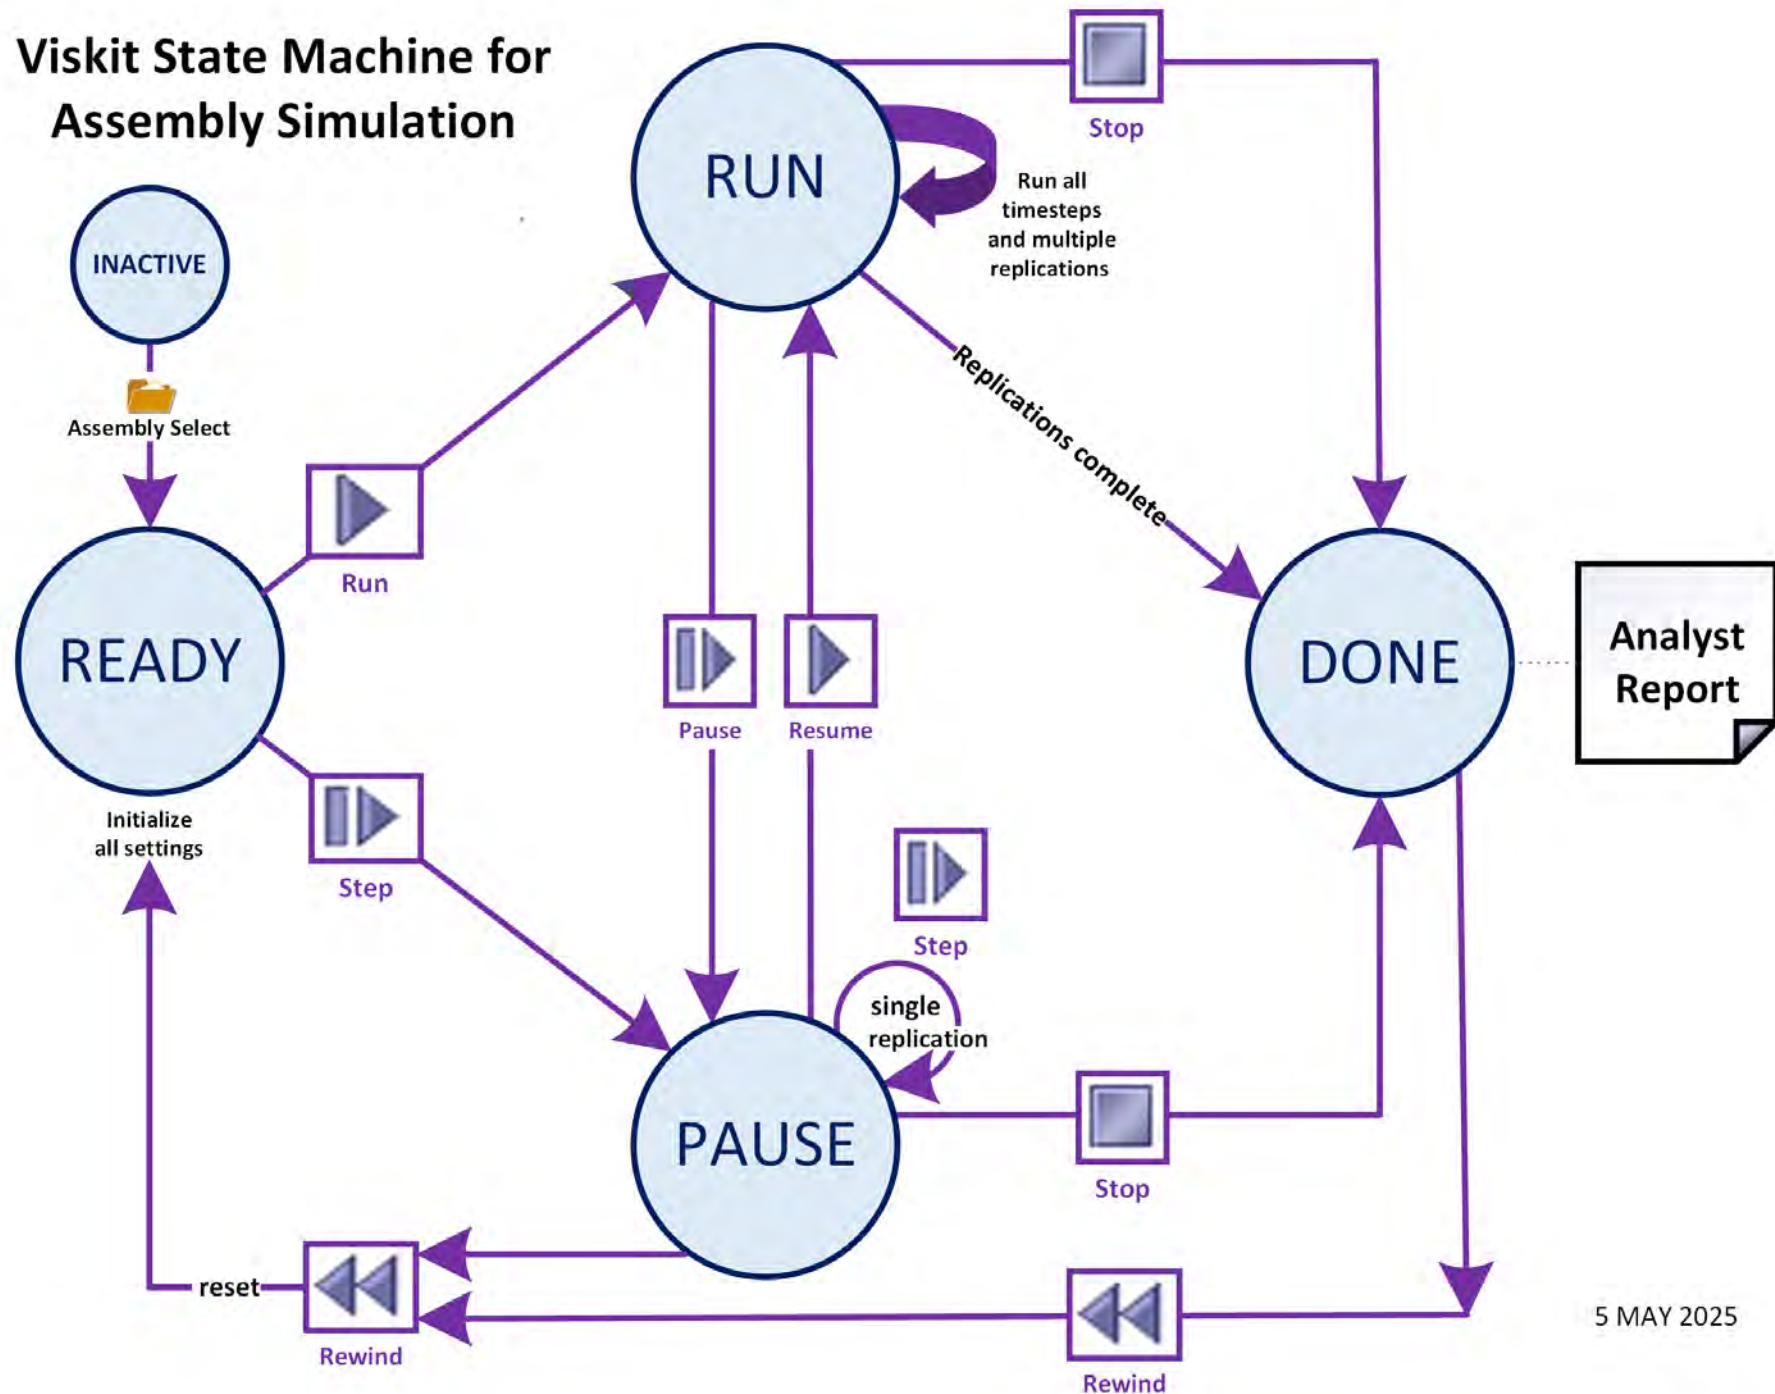 Viskit State Machine for
Assembly Simulation
RUN
Stop
Run all
timesteps
and multiple
replications
INACTIVE
Assembly Select
Replications complete
Run
READY
Initialize
all settings
Step
Pause
Resume
DONE
Analyst
Report
Step
single
replication
PAUSE
Stop
reset
Rewind
Rewind
5 MAY 2025